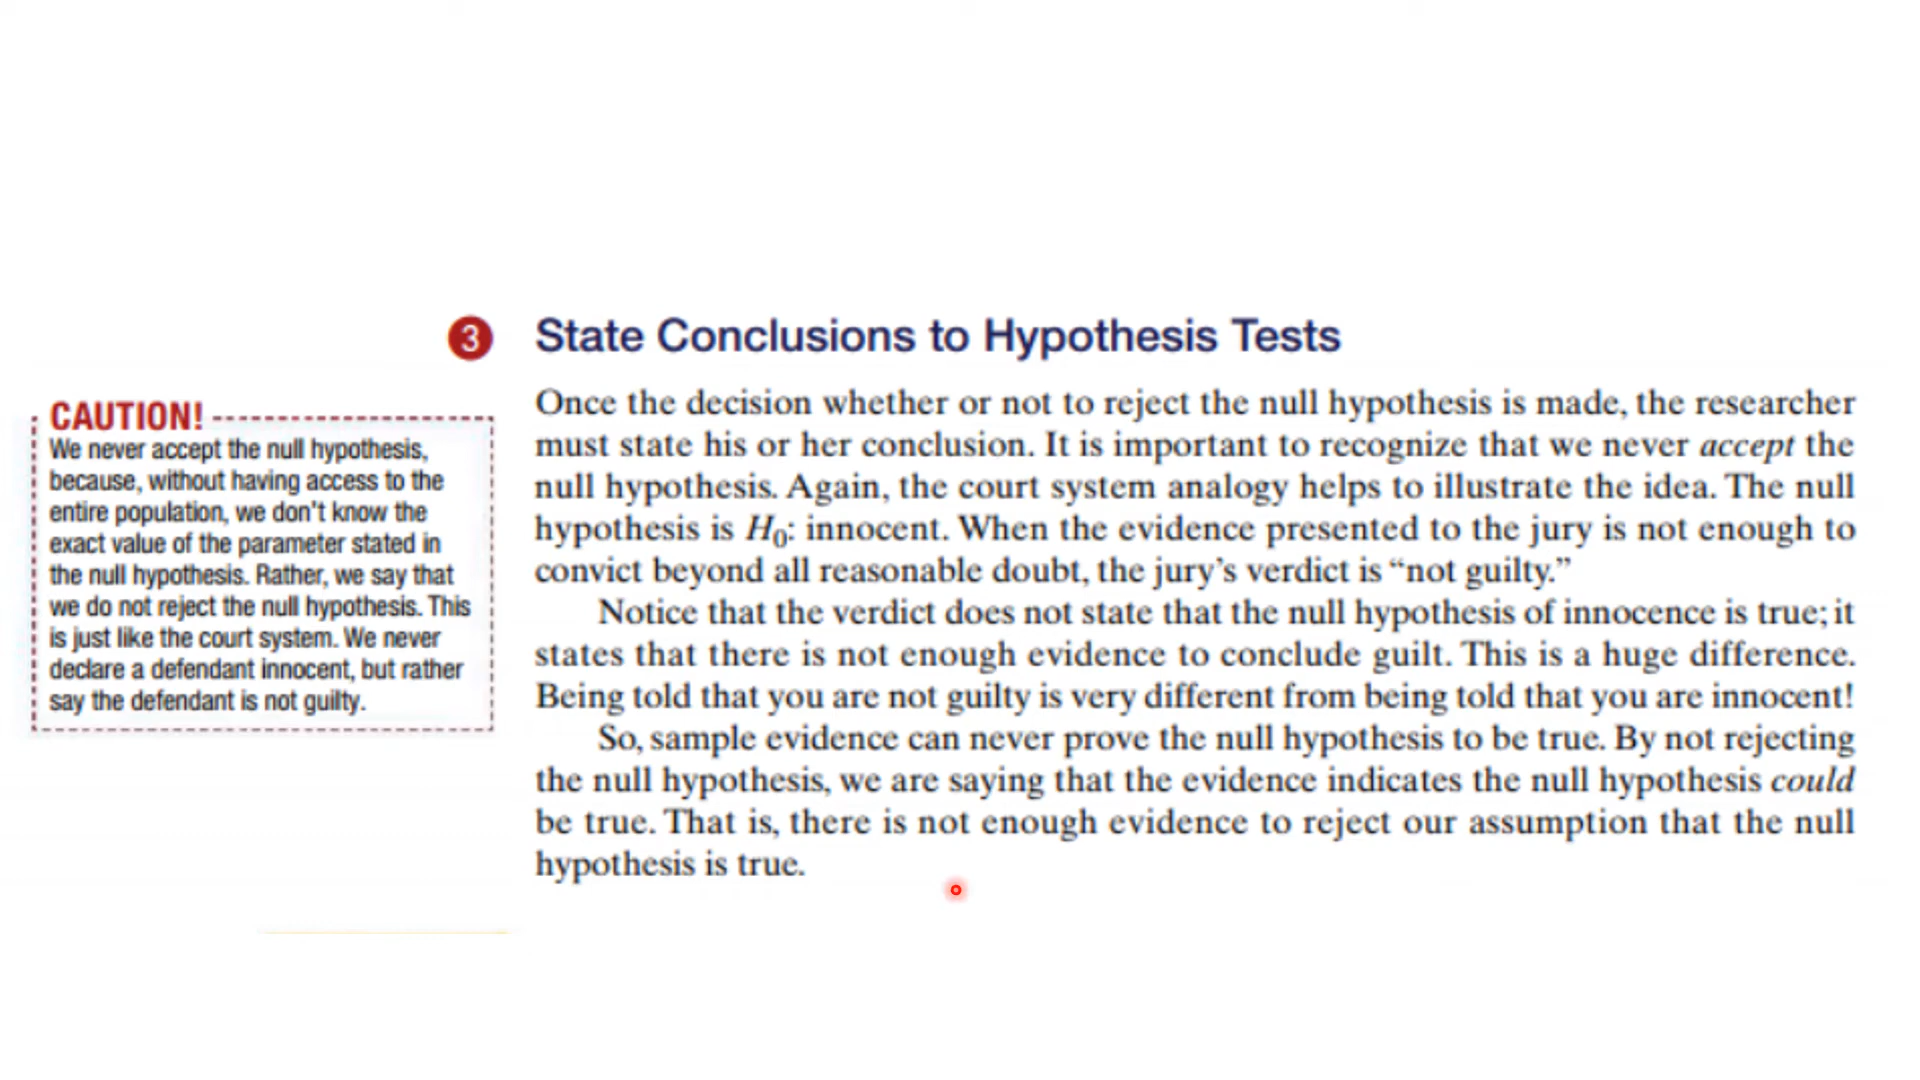 3 State Conclusions to Hypothesis Tests
CAUTION!
We never accept the null hypothesis,
because, without having access to the
entire population, we don't know the
exact value of the parameter stated in
the null hypothesis. Rather, we say that
we do not reject the null hypothesis. This
is just like the court system. We never
declare a defendant innocent, but rather
say the defendant is not guilty.
Once the decision whether or not to reject the null hypothesis is made, the researcher
must state his or her conclusion. It is important to recognize that we never accept the
null hypothesis. Again, the court system analogy helps to illustrate the idea. The null
hypothesis is H₀: innocent. When the evidence presented to the jury is not enough to
convict beyond all reasonable doubt, the jury's verdict is “not guilty.”
Notice that the verdict does not state that the null hypothesis of innocence is true; it
states that there is not enough evidence to conclude guilt. This is a huge difference.
Being told that you are not guilty is very different from being told that you are innocent!
So, sample evidence can never prove the null hypothesis to be true. By not rejecting
the null hypothesis, we are saying that the evidence indicates the null hypothesis could
be true. That is, there is not enough evidence to reject our assumption that the null
hypothesis is true.